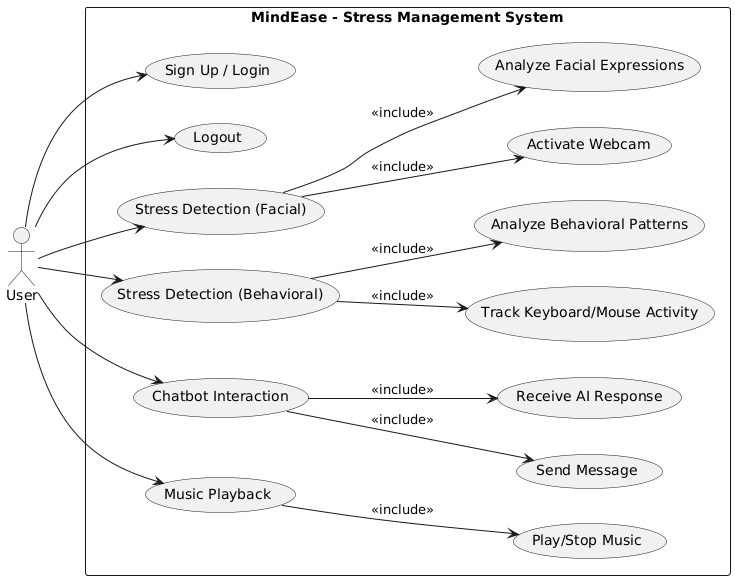 MindEase - Stress Management System
Sign Up / Login
Analyze Facial Expressions
«include»
Logout
Activate Webcam
«include»
Stress Detection (Facial)
Analyze Behavioral Patterns
«include»
User
Stress Detection (Behavioral)
«include»
Track Keyboard/Mouse Activity
Chatbot Interaction
«include»
Receive AI Response
«include»
Send Message
Music Playback
«include»
Play/Stop Music